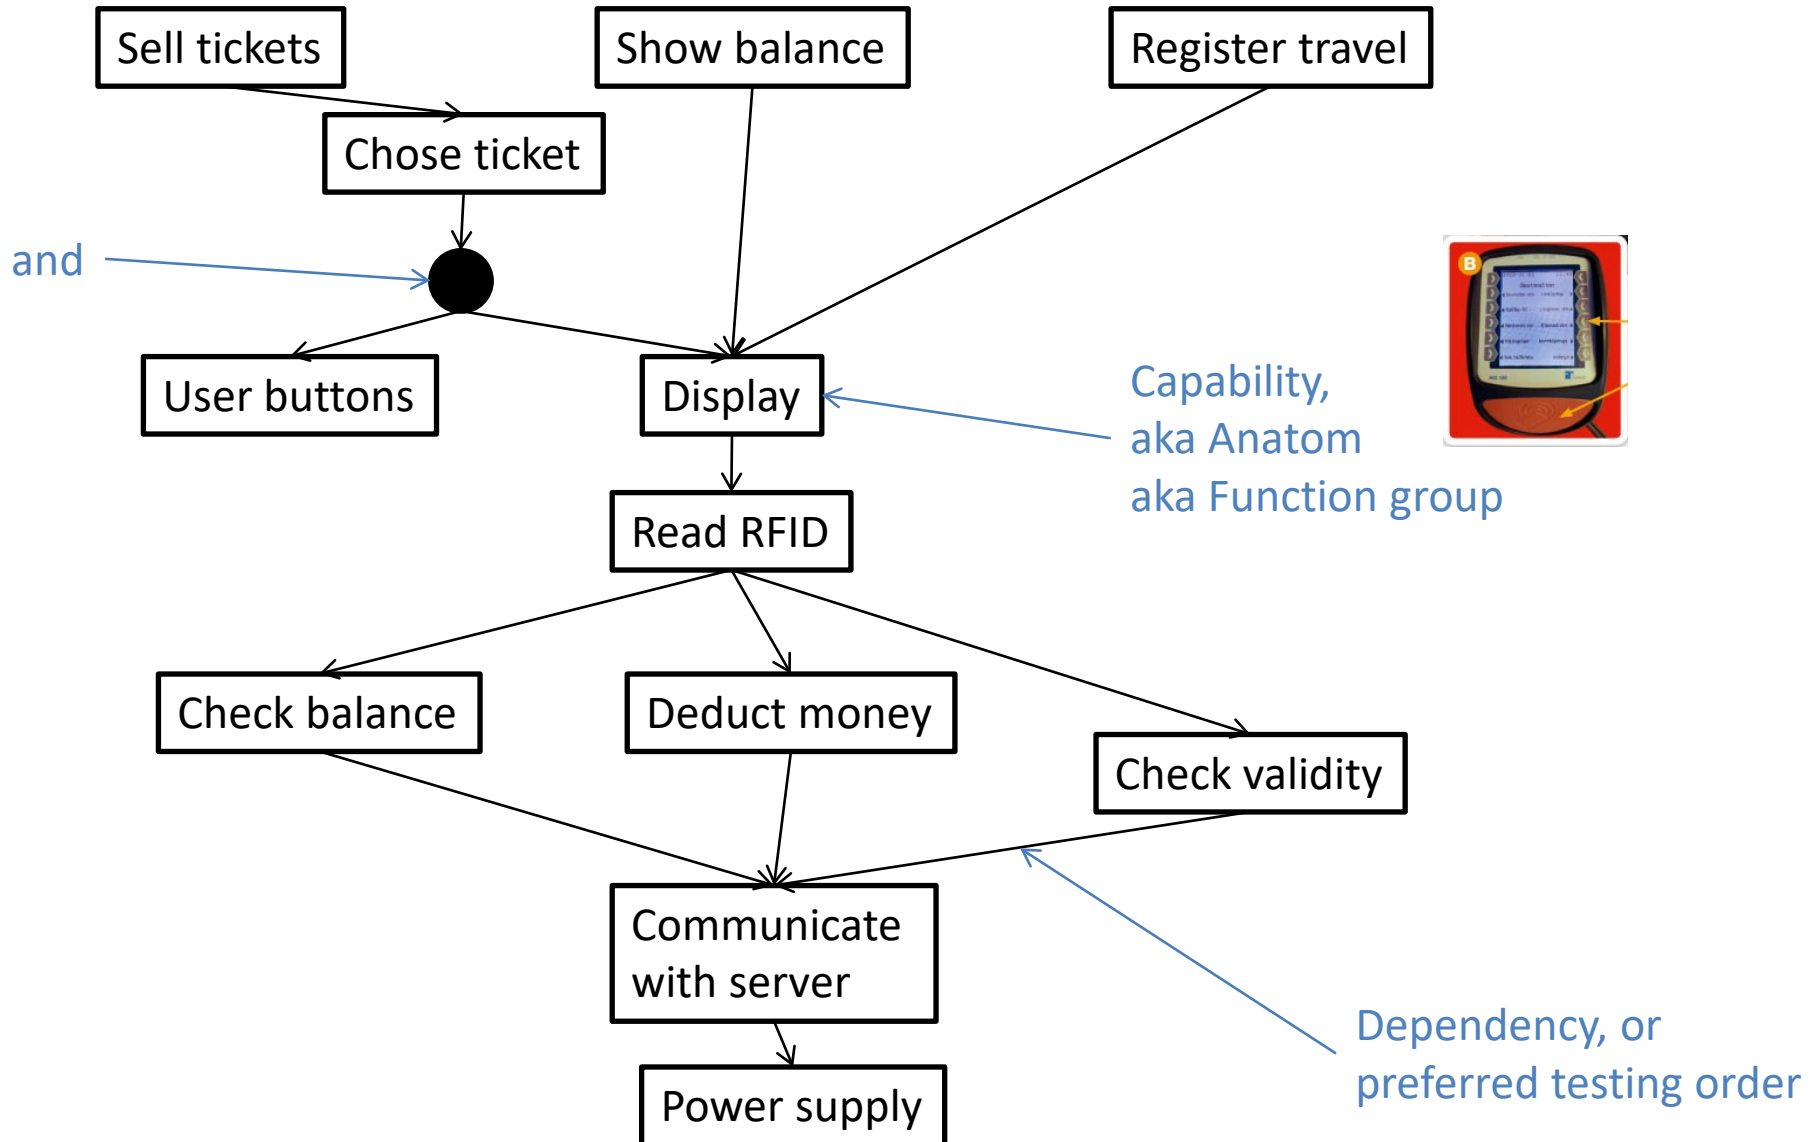 Sell tickets
Show balance
Register travel
Chose ticket
and
User buttons
Display
Capability,
aka Anatom
aka Function group
B
Read RFID
Check balance
Deduct money
Check validity
Communicate
with server
Dependency, or
preferred testing order
Power supply